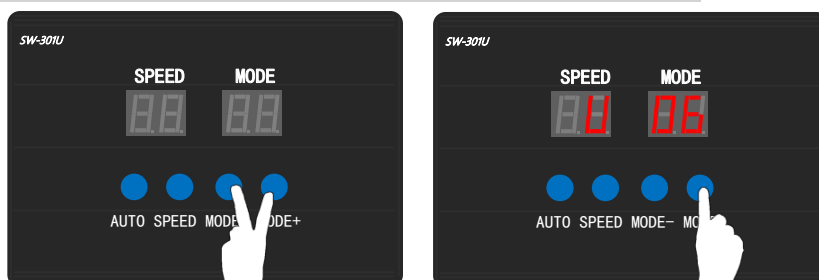 SW-301U
SPEED MODE
AUTO SPEED MODE ODE+
SW-301U
SPEED MODE
U 06
AUTO SPEED MODE- MO